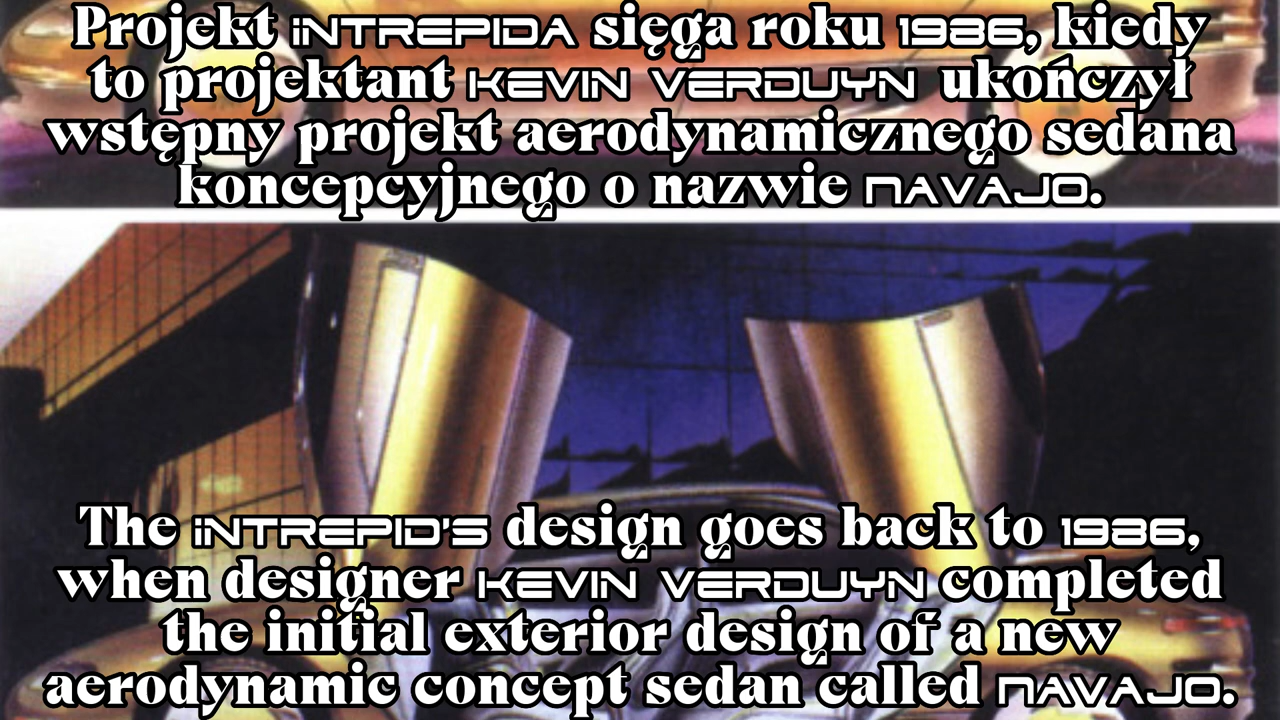 Projekt iNTREPIDA sięga roku 1986, kiedy
to projektant KEVIN VERDUYN ukończył
wstępny projekt aerodynamicznego sedana
koncepcyjnego o nazwie NAVAJO.
The iNTREPID'S design goes back to 1986,
when designer KEVIN VERDUYN completed
the initial exterior design of a new
aerodynamic concept sedan called NAVAJO.